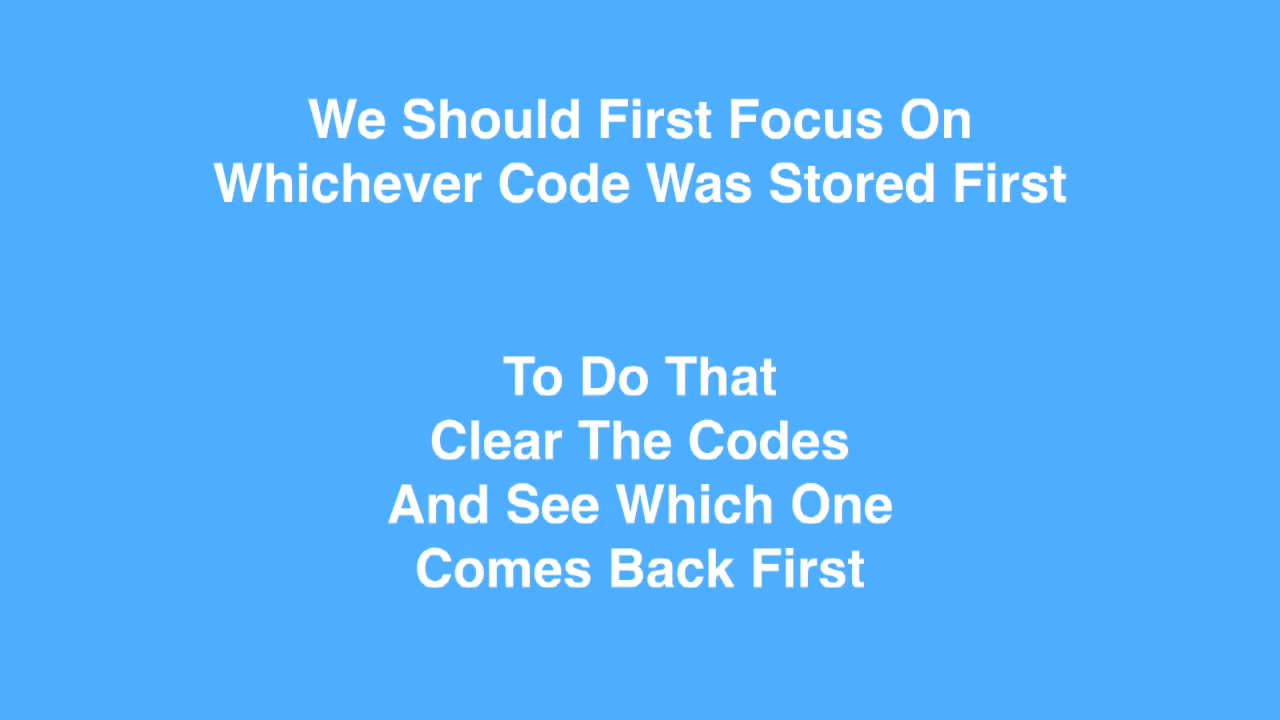 We Should First Focus On
Whichever Code Was Stored First
To Do That
Clear The Codes
And See Which One
Comes Back First